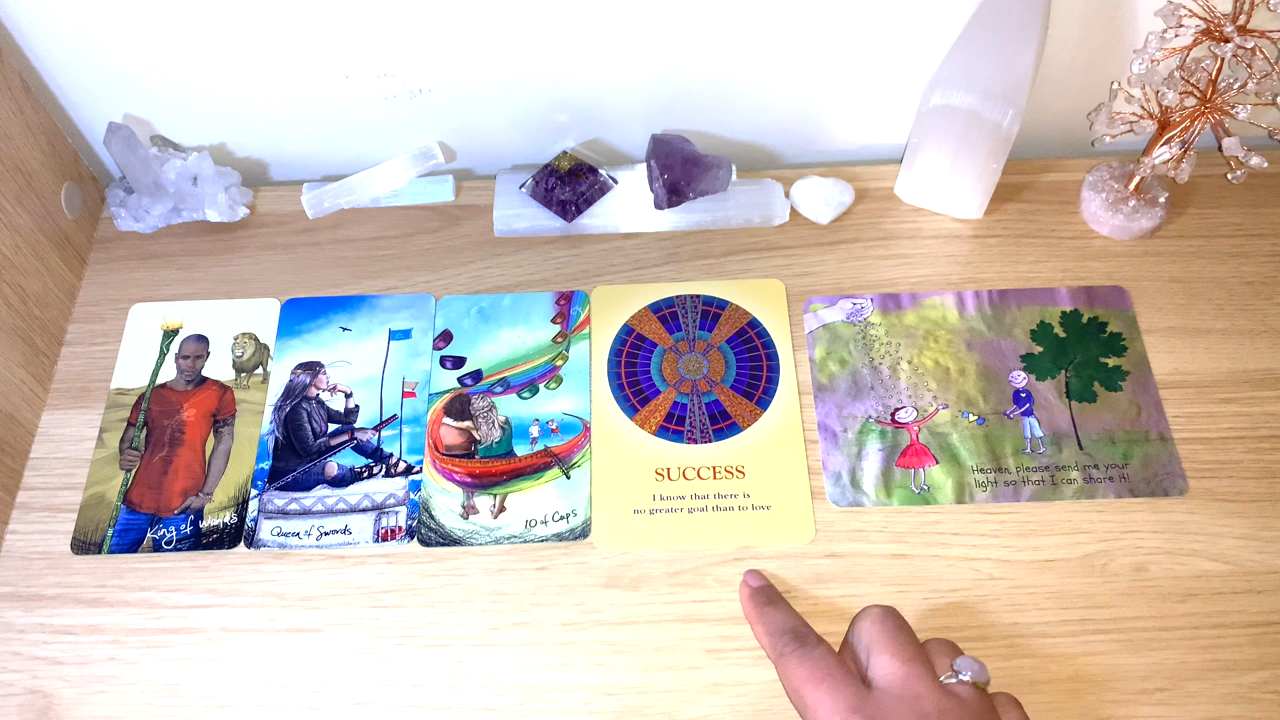 King of Wands
Queen of Swords
10 of Cups
SUCCESS
I know that there is
no greater goal than to love
Heaven, please send me your
light so that I can share it!